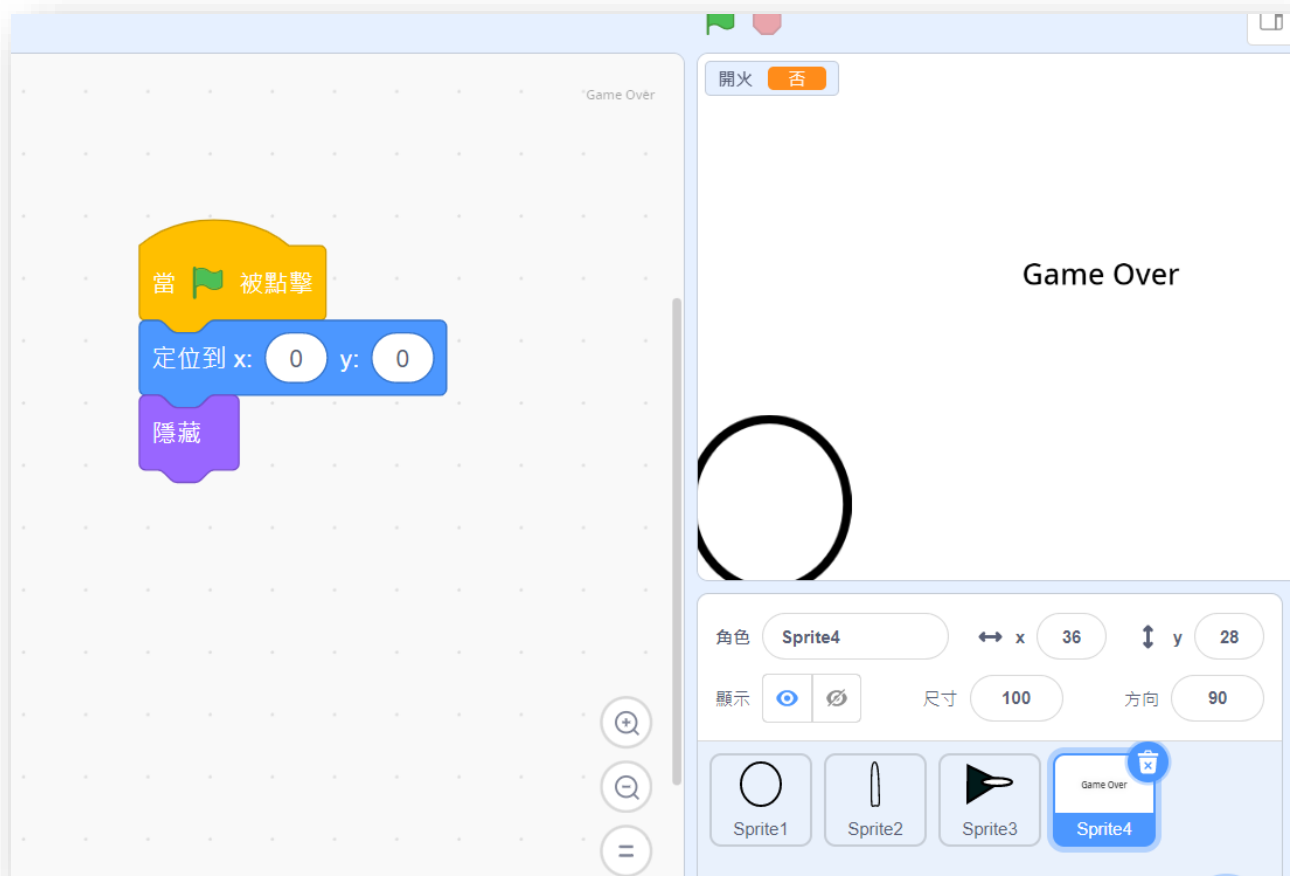 Game Over
當 被點擊
定位到 x: 0 y: 0
隱藏
開火 否
Game Over
角色 Sprite4 x 36 y 28
顯示 尺寸 100 方向 90
Game Over
Sprite1 Sprite2 Sprite3 Sprite4